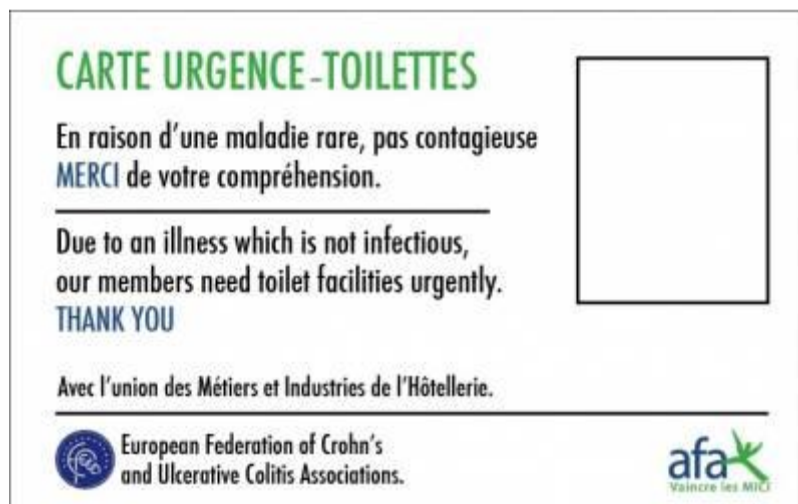 CARTE URGENCE-TOILETTES
En raison d'une maladie rare, pas contagieuse
MERCI de votre compréhension.
Due to an illness which is not infectious,
our members need toilet facilities urgently.
THANK YOU
Avec l'union des Métiers et Industries de l'Hôtellerie.
European Federation of Crohn's
and Ulcerative Colitis Associations.
afa
Vaincre les MICI